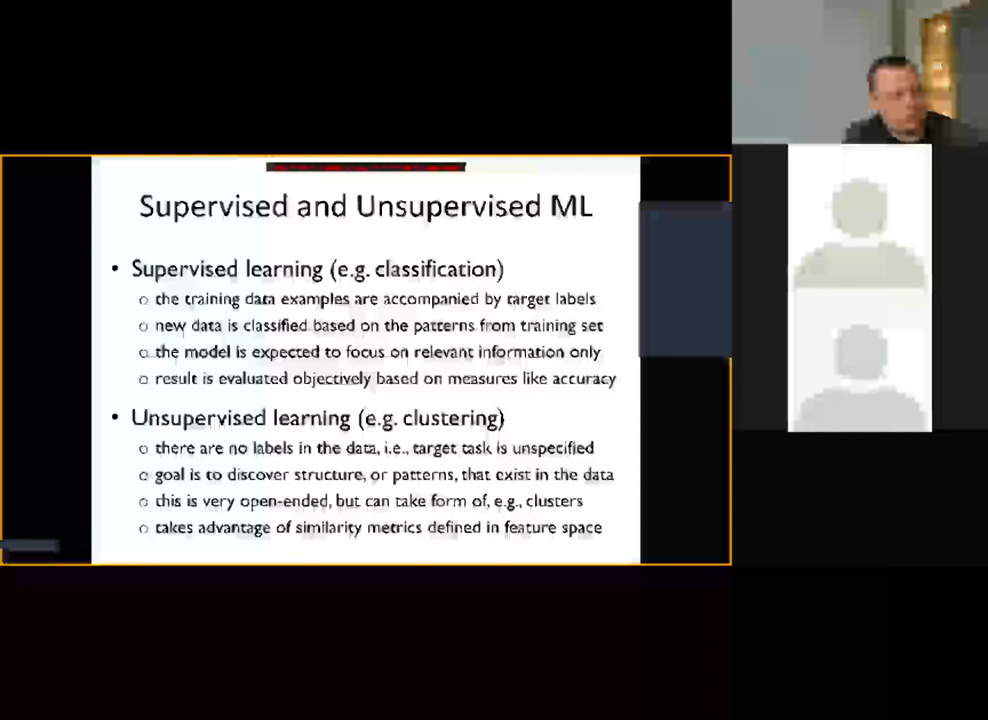 Supervised and Unsupervised ML
• Supervised learning (e.g. classification)
o the training data examples are accompanied by target labels
o new data is classified based on the patterns from training set
o the model is expected to focus on relevant information only
o result is evaluated objectively based on measures like accuracy
• Unsupervised learning (e.g. clustering)
o there are no labels in the data, i.e., target task is unspecified
o goal is to discover structure, or patterns, that exist in the data
o this is very open-ended, but can take form of, e.g., clusters
o takes advantage of similarity metrics defined in feature space